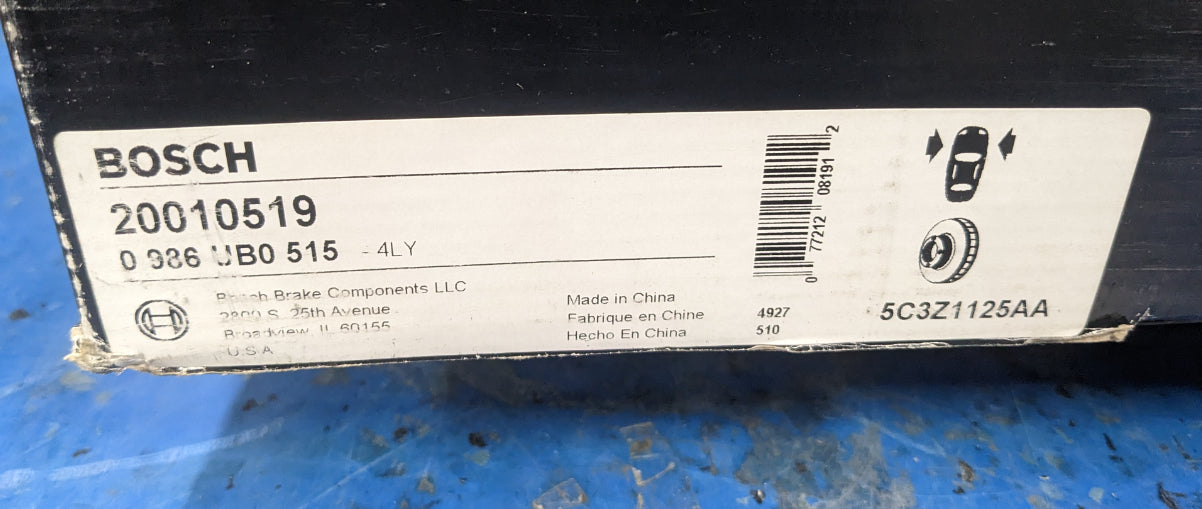 BOSCH
20010519
0 986 UB0 515 - 4LY
Bosch Brake Components LLC
2800 S. 25th Avenue
Broadview, IL 60155
U.S.A.
Made in China
Fabrique en Chine
Hecho En China
4927
510
0 77212 08191 2
5C3Z1125AA